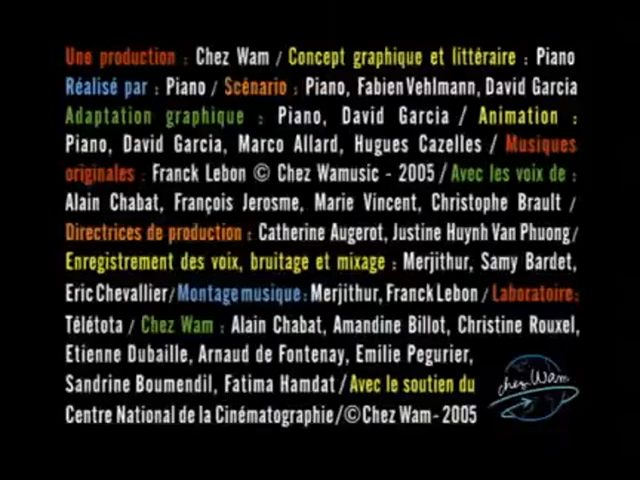 Une production : Chez Wam / Concept graphique et littéraire : Piano
Réalisé par : Piano / Scénario : Piano, Fabien Vehlmann, David Garcia
Adaptation graphique : Piano, David Garcia / Animation :
Piano, David Garcia, Marco Allard, Hugues Cazelles / Musiques
originales : Franck Lebon © Chez Wamusic - 2005 / Avec les voix de :
Alain Chabat, François Jerosme, Marie Vincent, Christophe Brault /
Directrices de production : Catherine Augerot, Justine Huynh Van Phuong/
Enregistrement des voix, bruitage et mixage : Merjithur, Samy Bardet,
Eric Chevallier/Montage musique : Merjithur, Franck Lebon / Laboratoire:
Télétota / Chez Wam : Alain Chabat, Amandine Billot, Christine Rouxel,
Etienne Dubaille, Arnaud de Fontenay, Emilie Pegurier,
Sandrine Boumendil, Fatima Hamdat / Avec le soutien du
Centre National de la Cinématographie/© Chez Wam - 2005
chez Wam